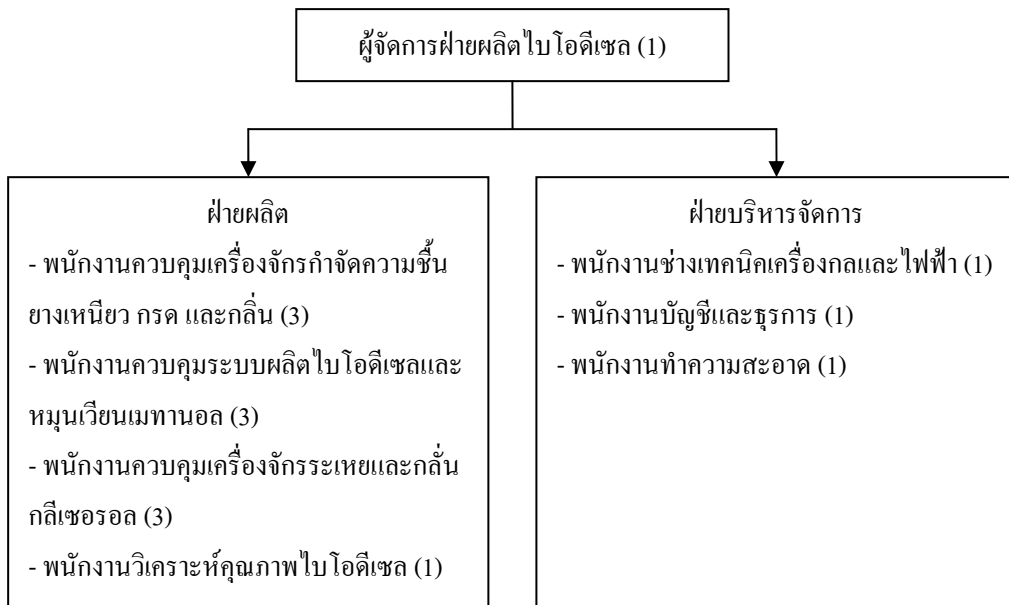 ผู้จัดการฝ่ายผลิตไบโอดีเซล (1)
ฝ่ายผลิต
- พนักงานควบคุมเครื่องจักรกำจัดความชื้น
ยางเหนียว กรด และกลิ่น (3)
- พนักงานควบคุมระบบผลิตไบโอดีเซลและ
หมุนเวียนเมทานอล (3)
- พนักงานควบคุมเครื่องจักรระเหยและกลั่น
กลีเซอรอล (3)
- พนักงานวิเคราะห์คุณภาพไบโอดีเซล (1)
ฝ่ายบริหารจัดการ
- พนักงานช่างเทคนิคเครื่องกลและไฟฟ้า (1)
- พนักงานบัญชีและธุรการ (1)
- พนักงานทำความสะอาด (1)